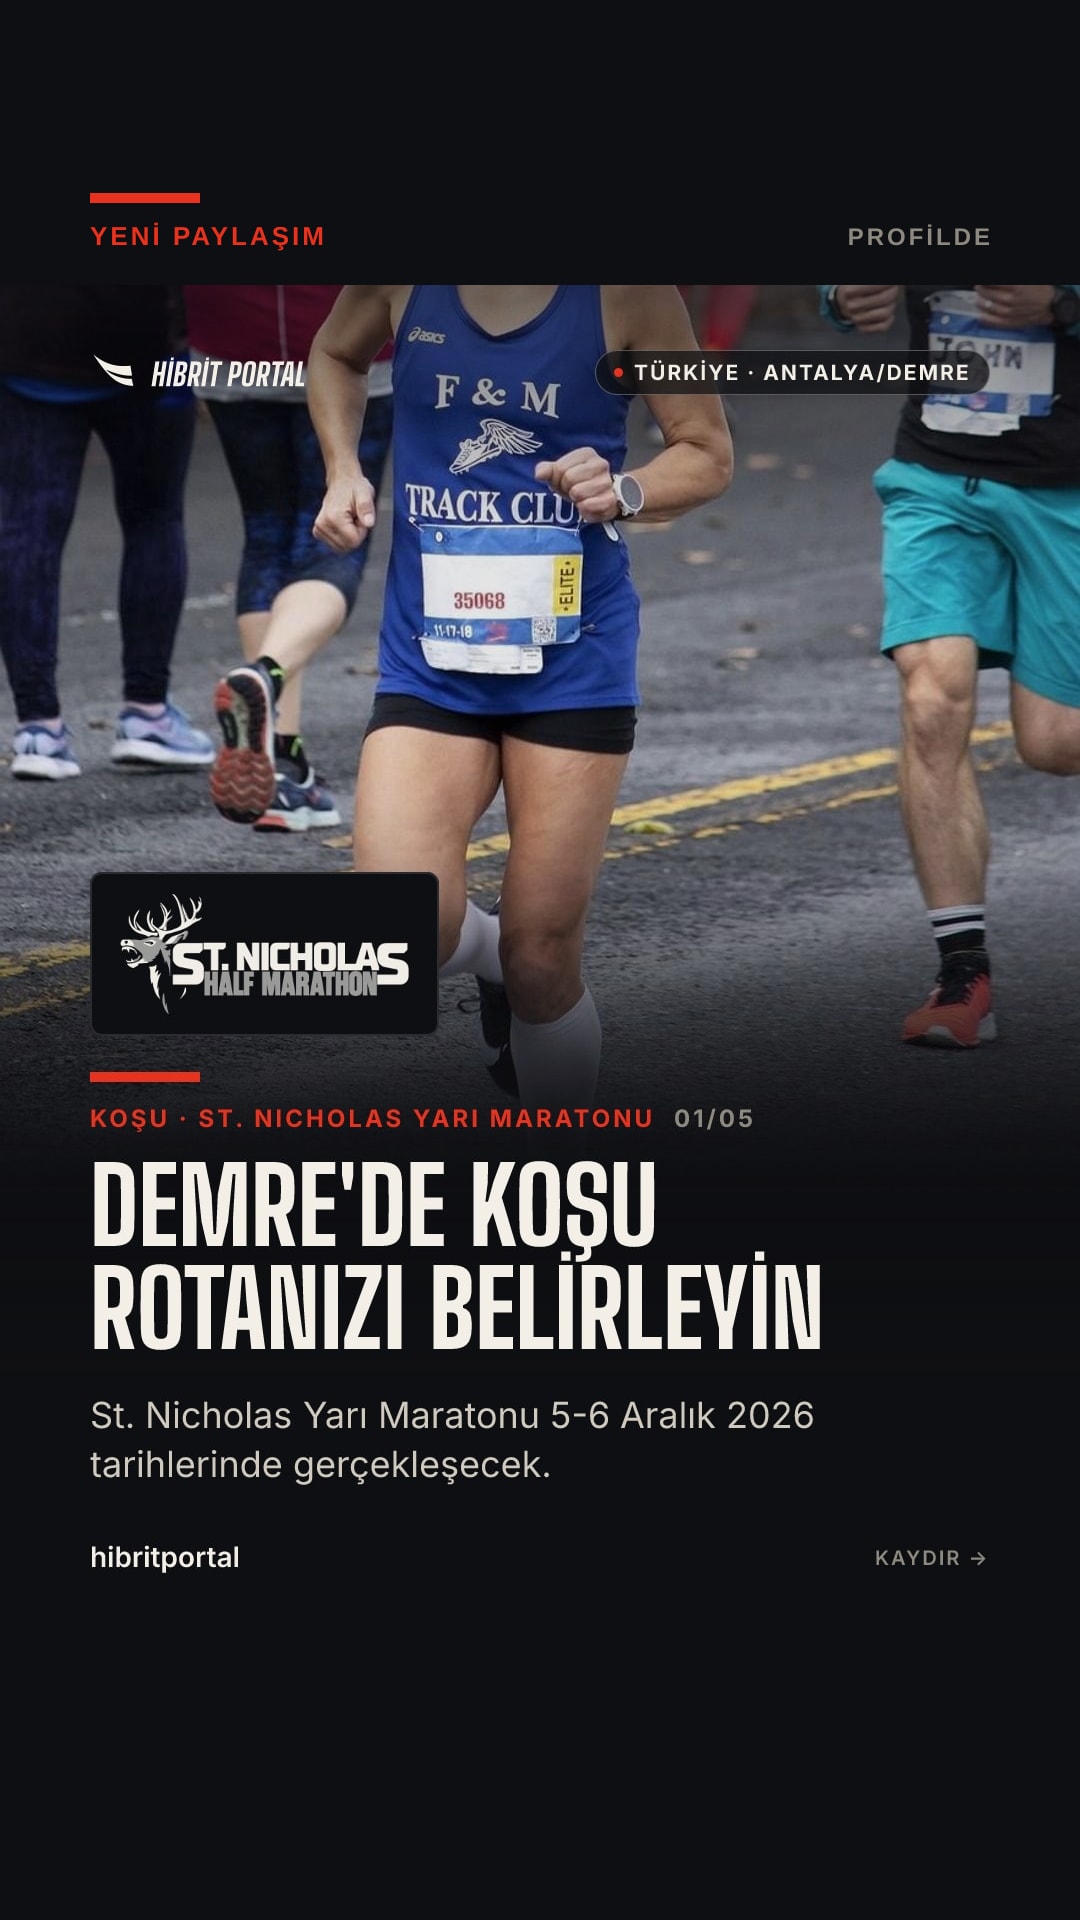 YENİ PAYLAŞIM
PROFİLDE
HİBRİT PORTAL
TÜRKİYE · ANTALYA/DEMRE
JOHN
asics
F & M
TRACK CLU
35068
·ELITE·
11-17-18
ST. NICHOLAS
HALF MARATHON
KOŞU · ST. NICHOLAS YARI MARATONU 01/05
DEMRE'DE KOŞU
ROTANIZI BELİRLEYİN
St. Nicholas Yarı Maratonu 5-6 Aralık 2026
tarihlerinde gerçekleşecek.
hibritportal
KAYDIR →